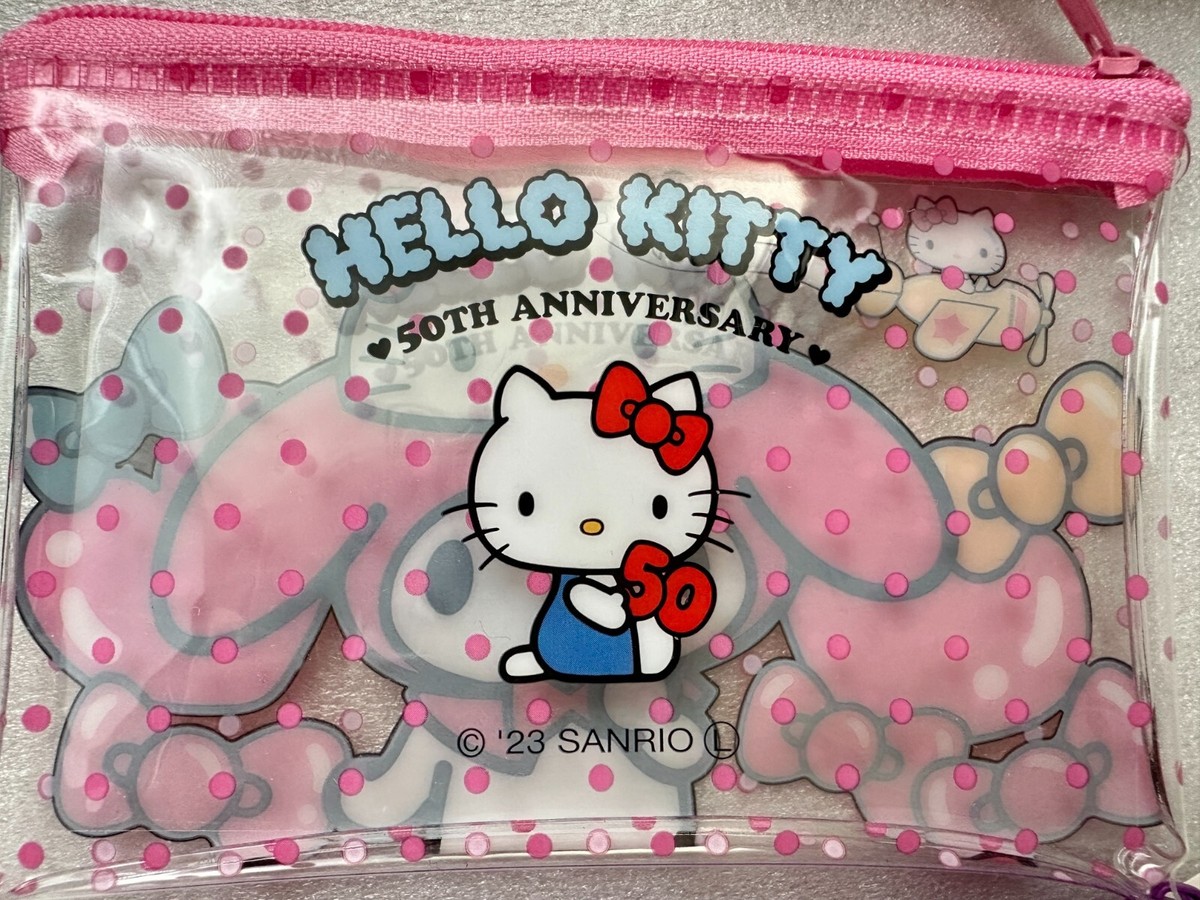 HELLO KITTY
♥50TH ANNIVERSARY♥
50
© '23 SANRIO Ⓛ